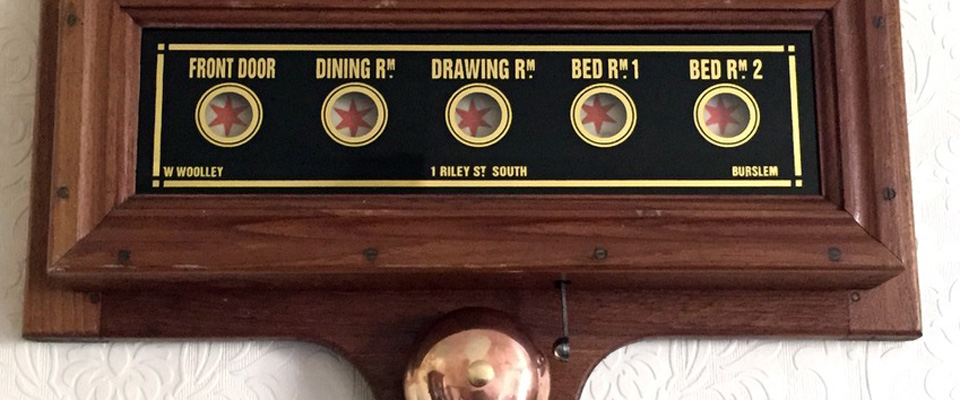 FRONT DOOR DINING RM. DRAWING RM. BED RM. 1 BED RM. 2
W WOOLLEY 1 RILEY ST SOUTH BURSLEM